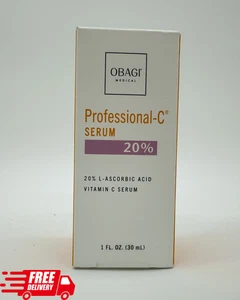 OBAGI
MEDICAL
Professional-C®
SERUM
20%
20% L-ASCORBIC ACID
VITAMIN C SERUM
1 FL. OZ. (30 mL)
FREE
DELIVERY